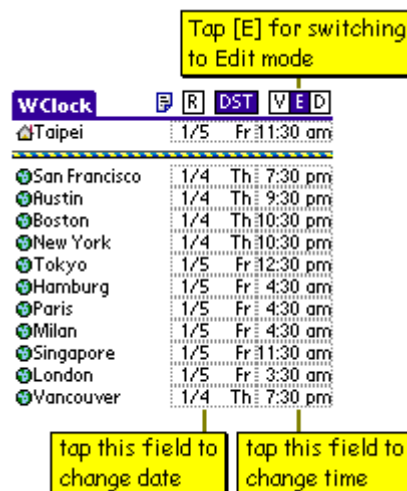 Tap [E] for switching
to Edit mode
WClock R DST V E D
Taipei 1/5 Fr 11:30 am
San Francisco 1/4 Th 7:30 pm
Austin 1/4 Th 9:30 pm
Boston 1/4 Th 10:30 pm
New York 1/4 Th 10:30 pm
Tokyo 1/5 Fr 12:30 pm
Hamburg 1/5 Fr 4:30 am
Paris 1/5 Fr 4:30 am
Milan 1/5 Fr 4:30 am
Singapore 1/5 Fr 11:30 am
London 1/5 Fr 3:30 am
Vancouver 1/4 Th 7:30 pm
tap this field to
change date
tap this field to
change time